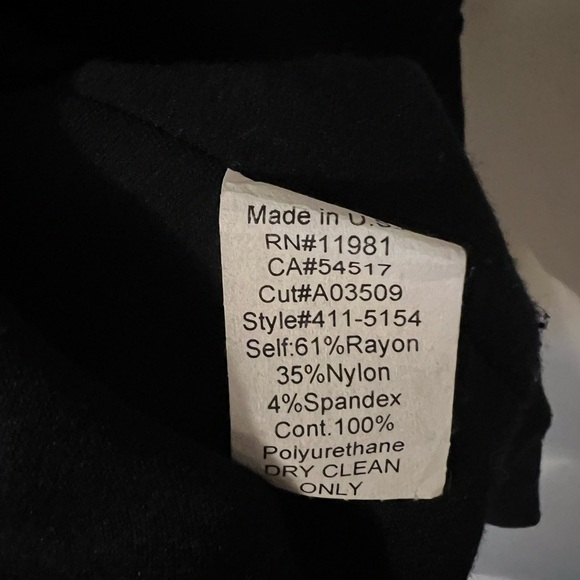 Made in U.S.
RN#11981
CA#54517
Cut#A03509
Style#411-5154
Self:61%Rayon
35%Nylon
4%Spandex
Cont.100%
Polyurethane
DRY CLEAN
ONLY